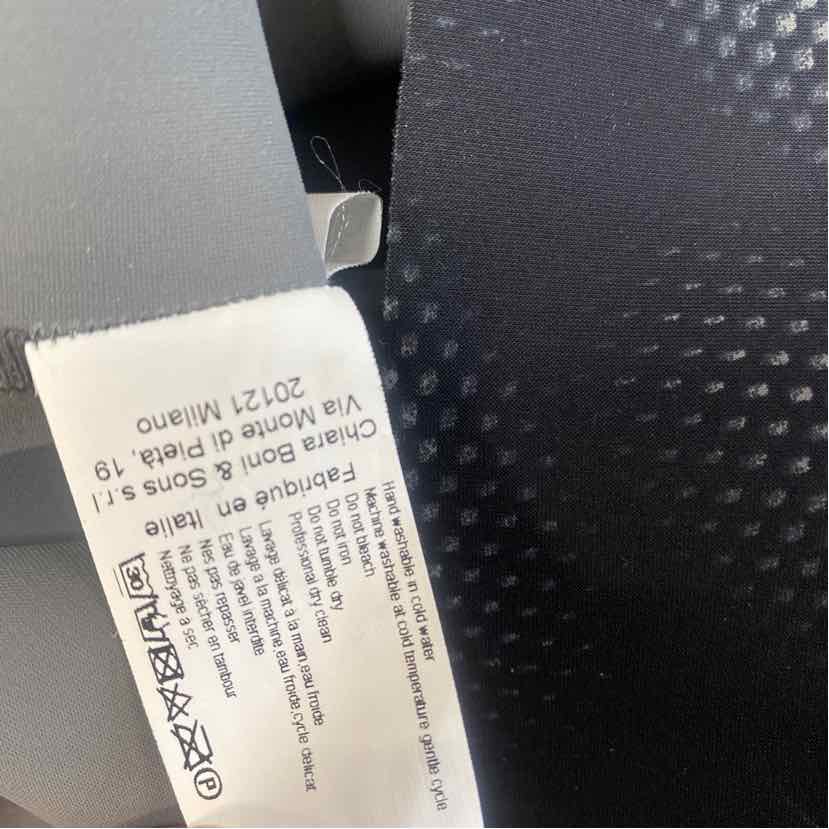 Fabriqué en Italie
Chiara Boni & Sons s.r.l
Via Monte di Pietà, 19
20121 Milano
Hand washable in cold water
Machine washable at cold temperature gentle cycle
Do not bleach
Do not iron
Do not tumble dry
Professional dry clean
Lavage délicat à la main,eau froide
Lavage a la machine,eau froide,cycle delicat
Eau de javel interdite
Nes pas repasser
Ne pas sécher en tambour
Nettoyage a sec
30
P